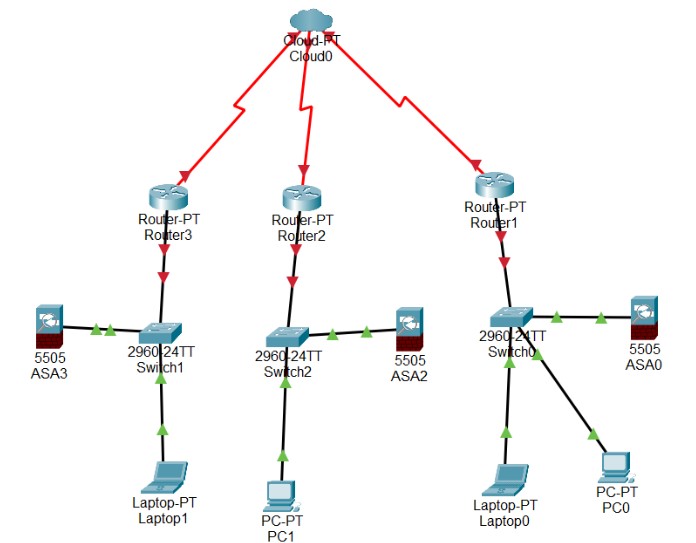 Cloud-PT
Cloud0
Router-PT
Router3
Router-PT
Router2
Router-PT
Router1
5505
ASA3
2960-24TT
Switch1
2960-24TT
Switch2
5505
ASA2
2960-24TT
Switch0
5505
ASA0
Laptop-PT
Laptop1
PC-PT
PC1
Laptop-PT
Laptop0
PC-PT
PC0